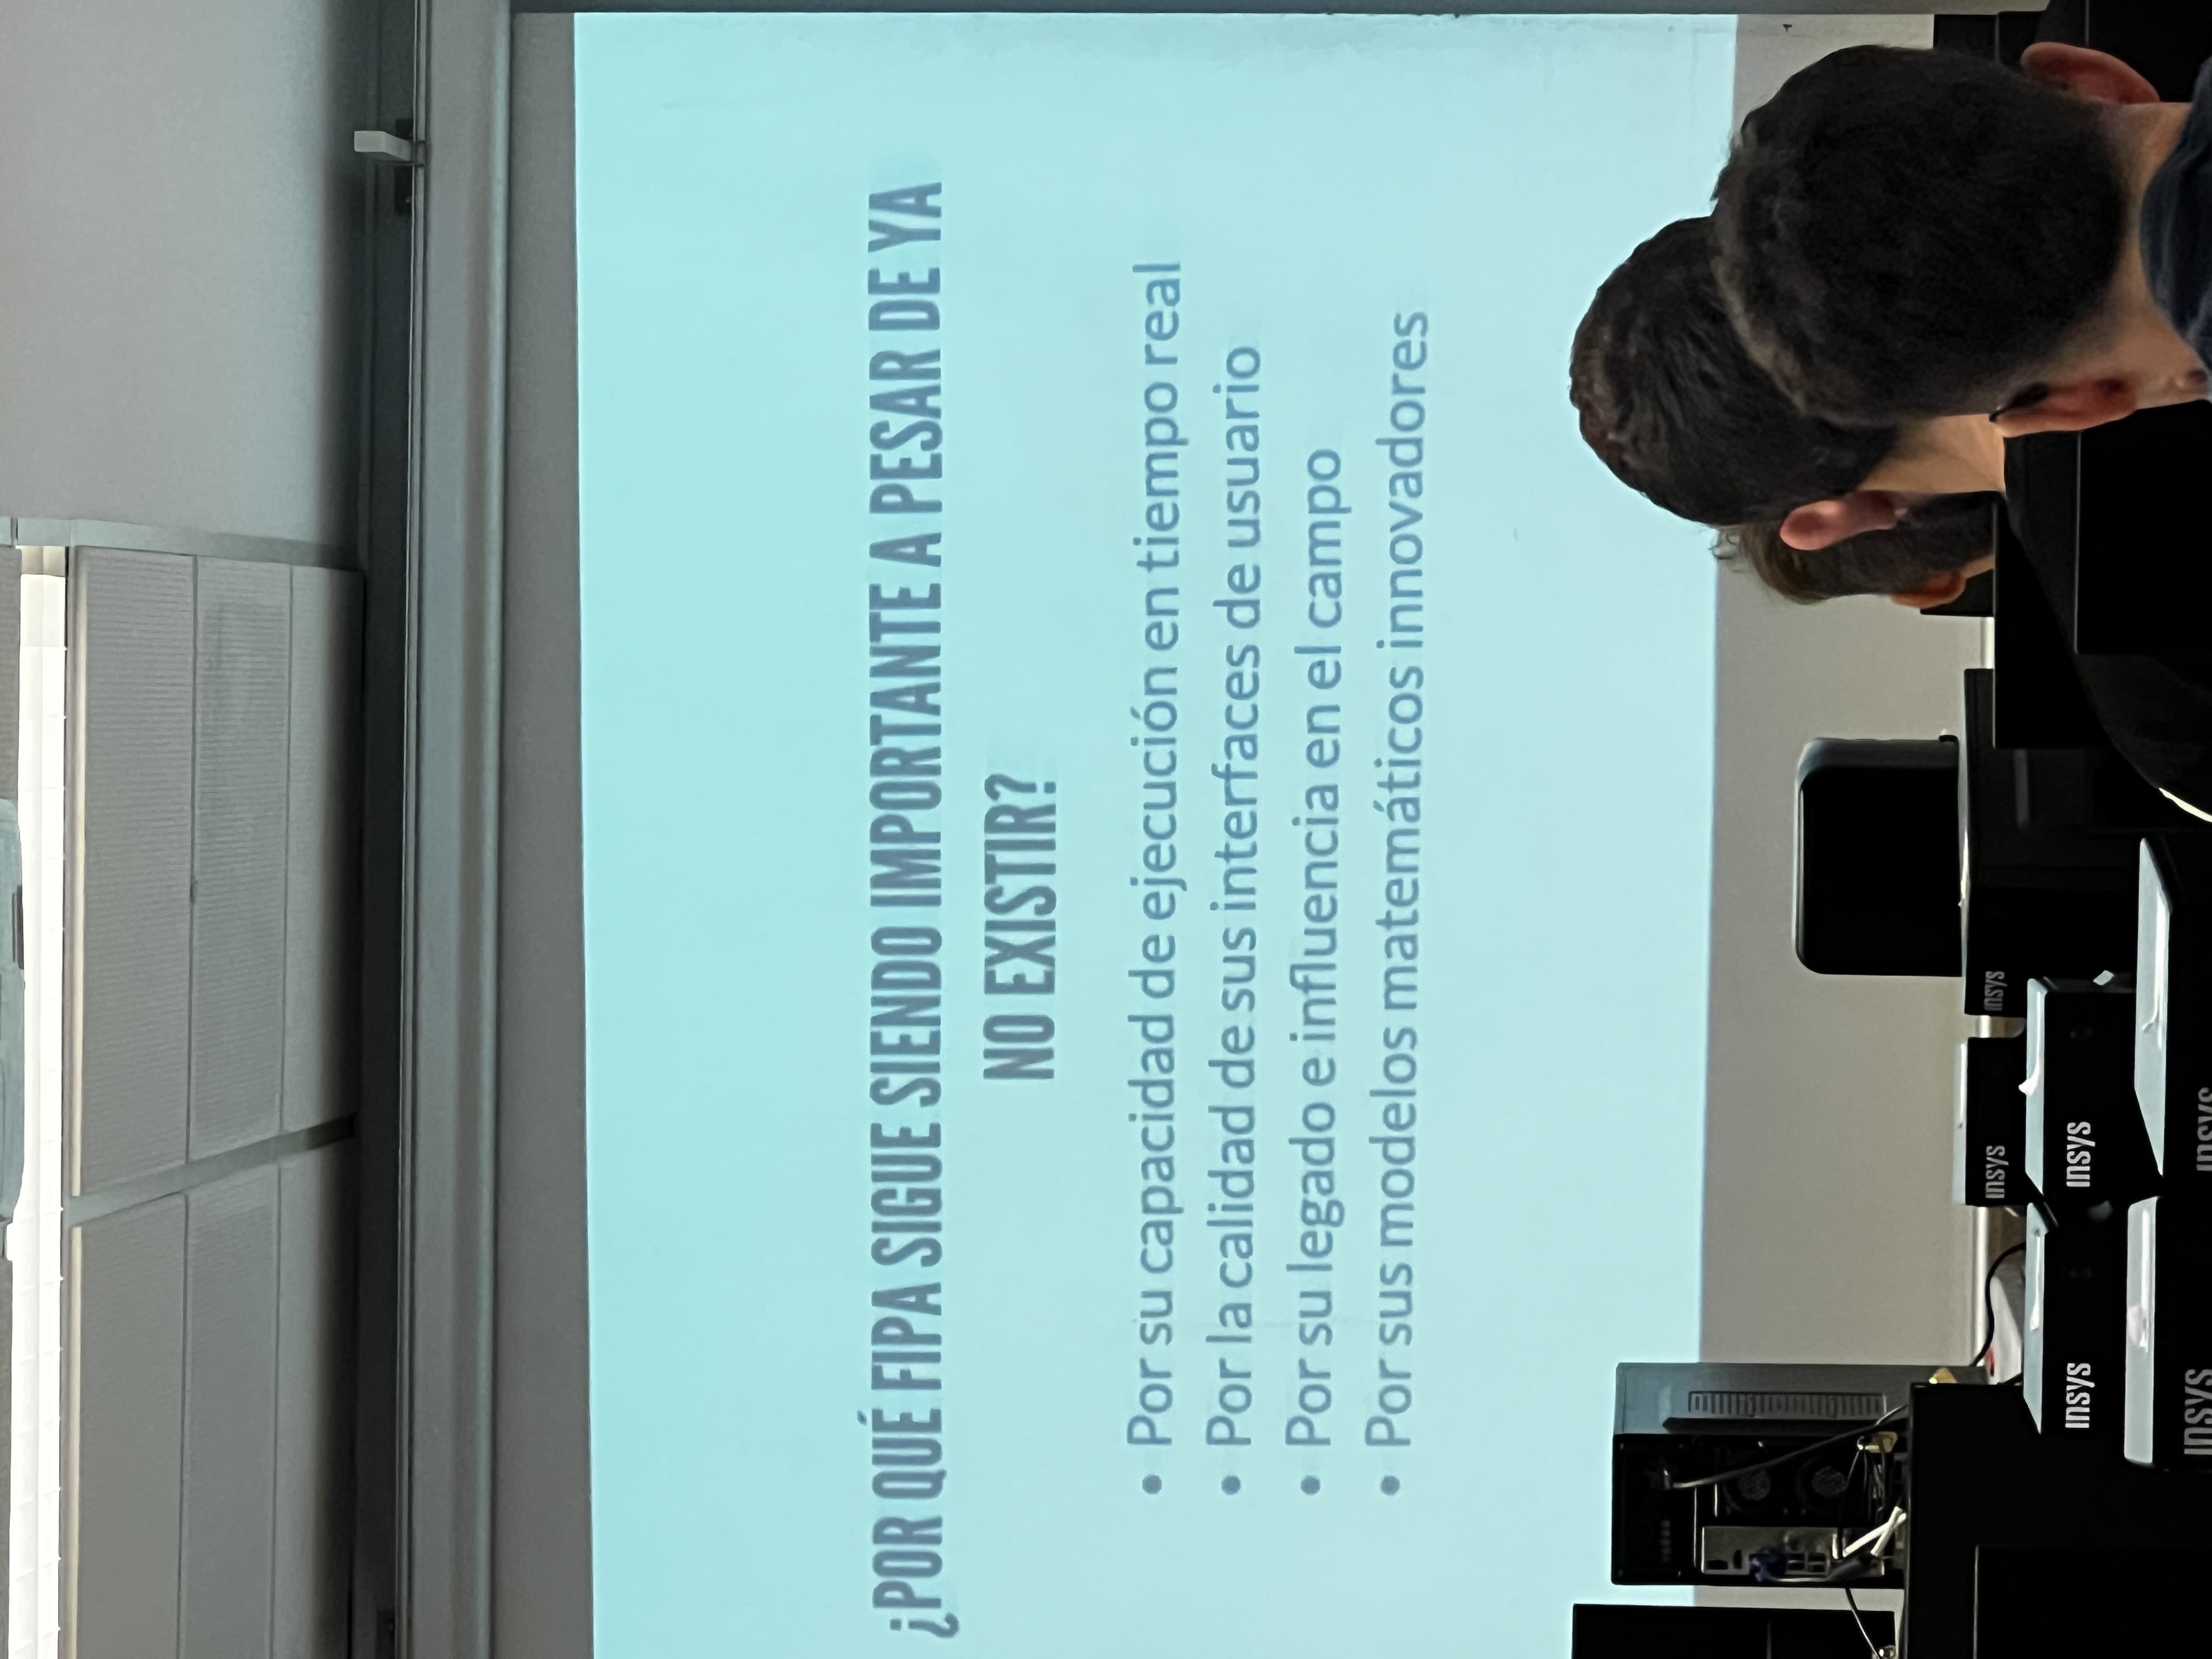 ¿POR QUÉ FIPA SIGUE SIENDO IMPORTANTE A PESAR DE YA
NO EXISTIR?
• Por su capacidad de ejecución en tiempo real
• Por la calidad de sus interfaces de usuario
• Por su legado e influencia en el campo
• Por sus modelos matemáticos innovadores
insys
insys
insys
insys
insys
insys